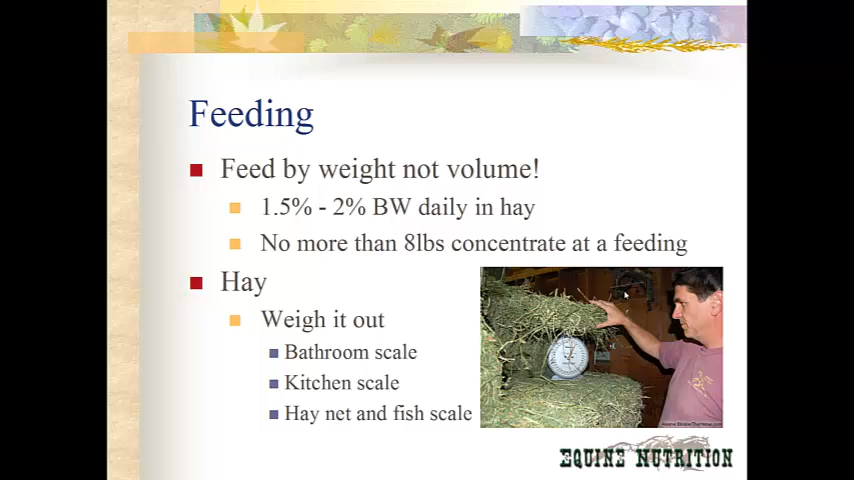 Feeding
Feed by weight not volume!
1.5% - 2% BW daily in hay
No more than 8lbs concentrate at a feeding
Hay
Weigh it out
Bathroom scale
Kitchen scale
Hay net and fish scale
EQUINE NUTRITION